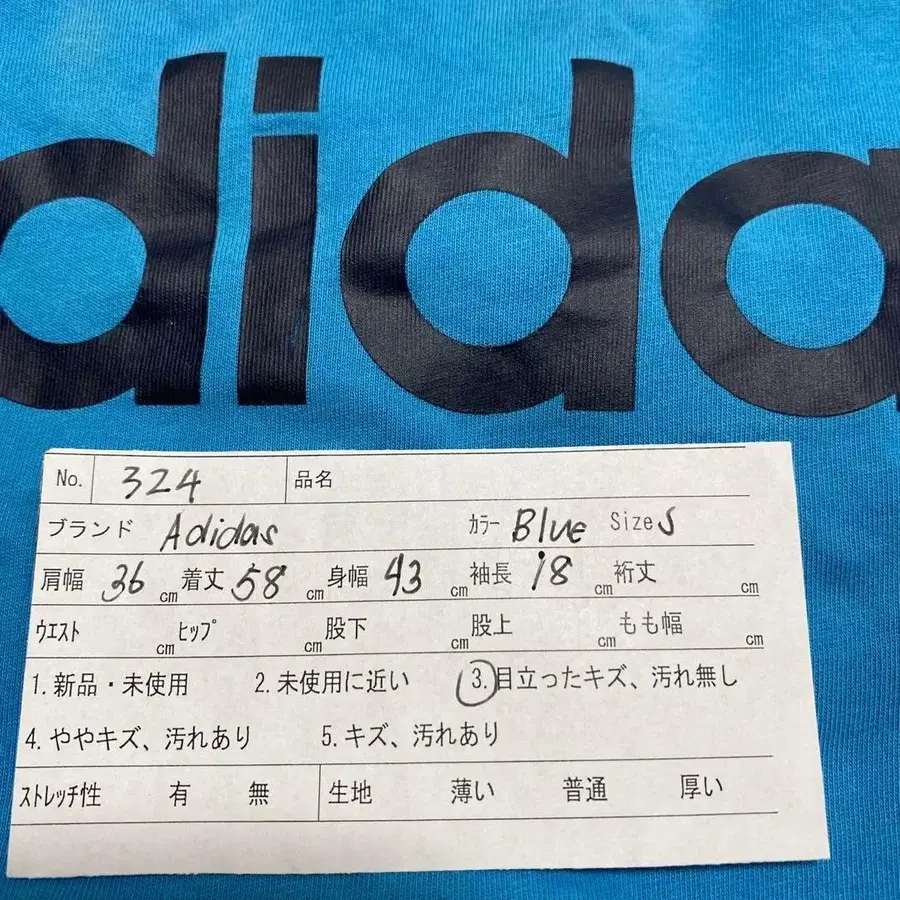 adidas
No. 324 品名
ブランド Adidas ｶﾗｰ Blue Size S
肩幅 36 cm 着丈 58 cm 身幅 43 cm 袖長 18 cm 裄丈 cm
ｳｴｽﾄ cm ﾋｯﾌﾟ cm 股下 cm 股上 cm もも幅 cm
1. 新品・未使用 2. 未使用に近い 3. 目立ったキズ、汚れ無し
4. ややキズ、汚れあり 5. キズ、汚れあり
ｽﾄﾚｯﾁ性 有 無 生地 薄い 普通 厚い